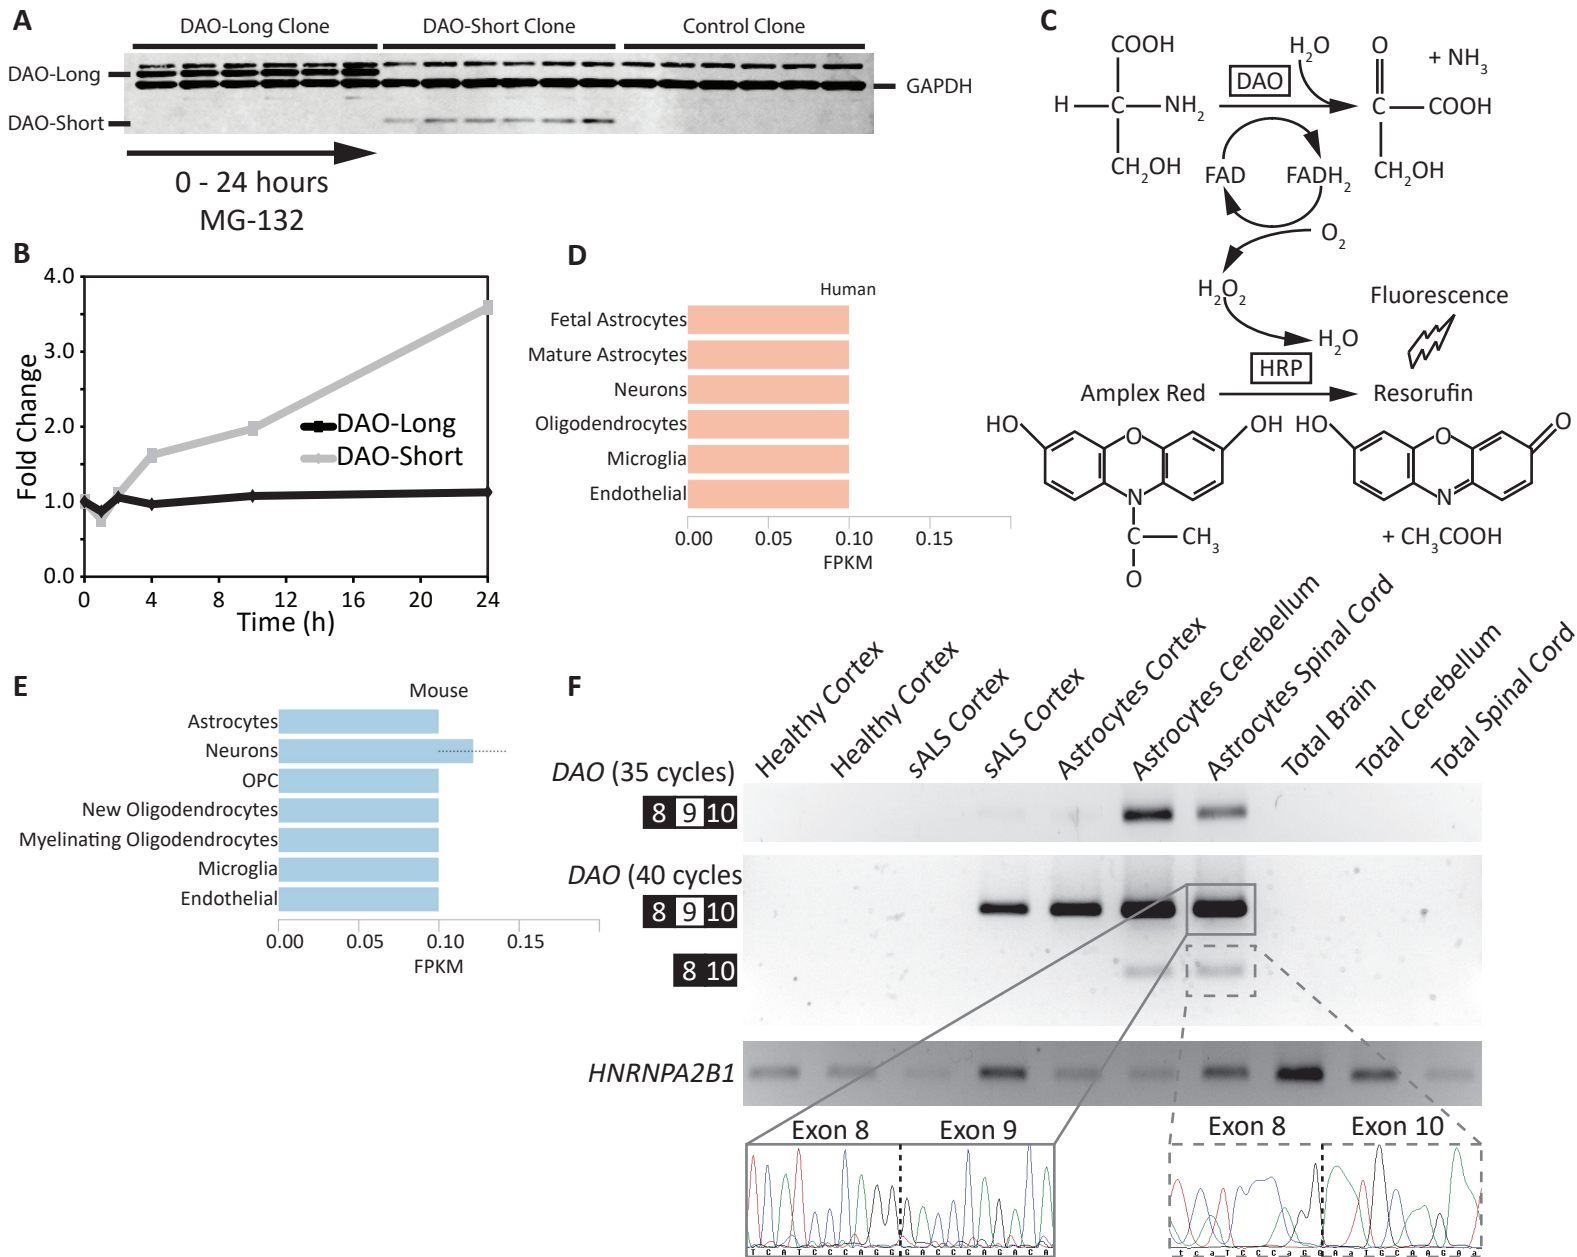 A
DAO-Long Clone
DAO-Short Clone
Control Clone
DAO-Long
GAPDH
DAO-Short
0 - 24 hours
MG-132
B
4.0
3.0
2.0
1.0
0.0
Fold Change
DAO-Long
DAO-Short
0 4 8 12 16 20 24
Time (h)
C
COOH
H2O
O
+ NH3
DAO
H C NH2
C COOH
CH2OH
FAD
FADH2
CH2OH
O2
H2O2
Fluorescence
H2O
HRP
Amplex Red
Resorufin
HO O OH
HO O O
N
N
C CH3
+ CH3COOH
O
D
Human
Fetal Astrocytes
Mature Astrocytes
Neurons
Oligodendrocytes
Microglia
Endothelial
0.00 0.05 0.10 0.15
FPKM
E
Mouse
Astrocytes
Neurons
OPC
New Oligodendrocytes
Myelinating Oligodendrocytes
Microglia
Endothelial
0.00 0.05 0.10 0.15
FPKM
F
Healthy Cortex
Healthy Cortex
sALS Cortex
sALS Cortex
Astrocytes Cortex
Astrocytes Cerebellum
Astrocytes Spinal Cord
Total Brain
Total Cerebellum
Total Spinal Cord
DAO (35 cycles)
8 9 10
DAO (40 cycles
8 9 10
8 10
HNRNPA2B1
Exon 8 Exon 9
T C A T C C C A G G G A C C C A G A C A
Exon 8 Exon 10